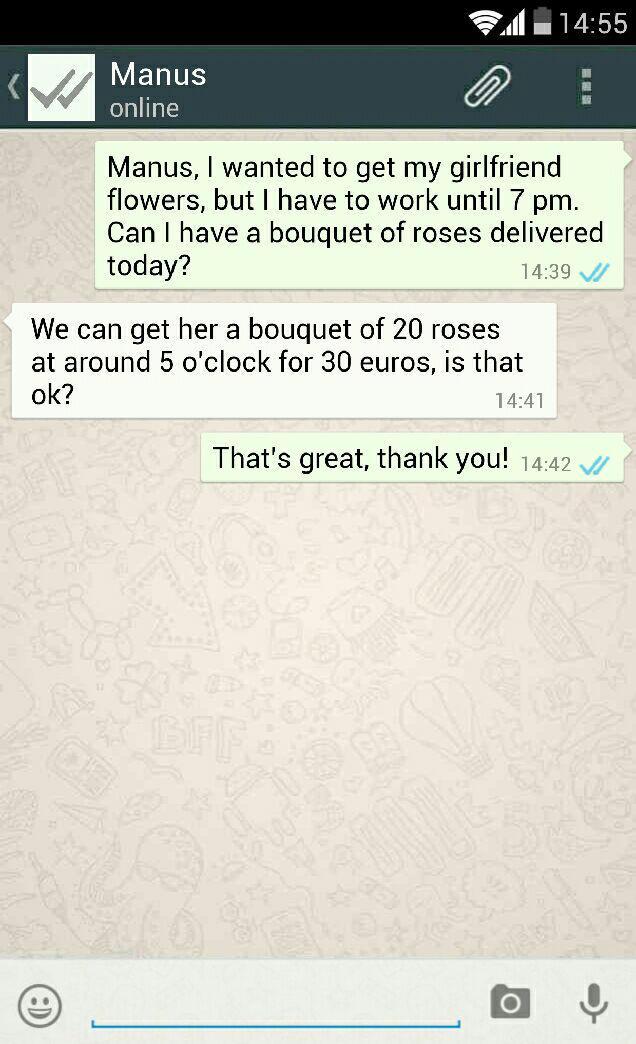 14:55
Manus
online
Manus, I wanted to get my girlfriend
flowers, but I have to work until 7 pm.
Can I have a bouquet of roses delivered
today? 14:39
We can get her a bouquet of 20 roses
at around 5 o'clock for 30 euros, is that
ok? 14:41
That's great, thank you! 14:42
BFF